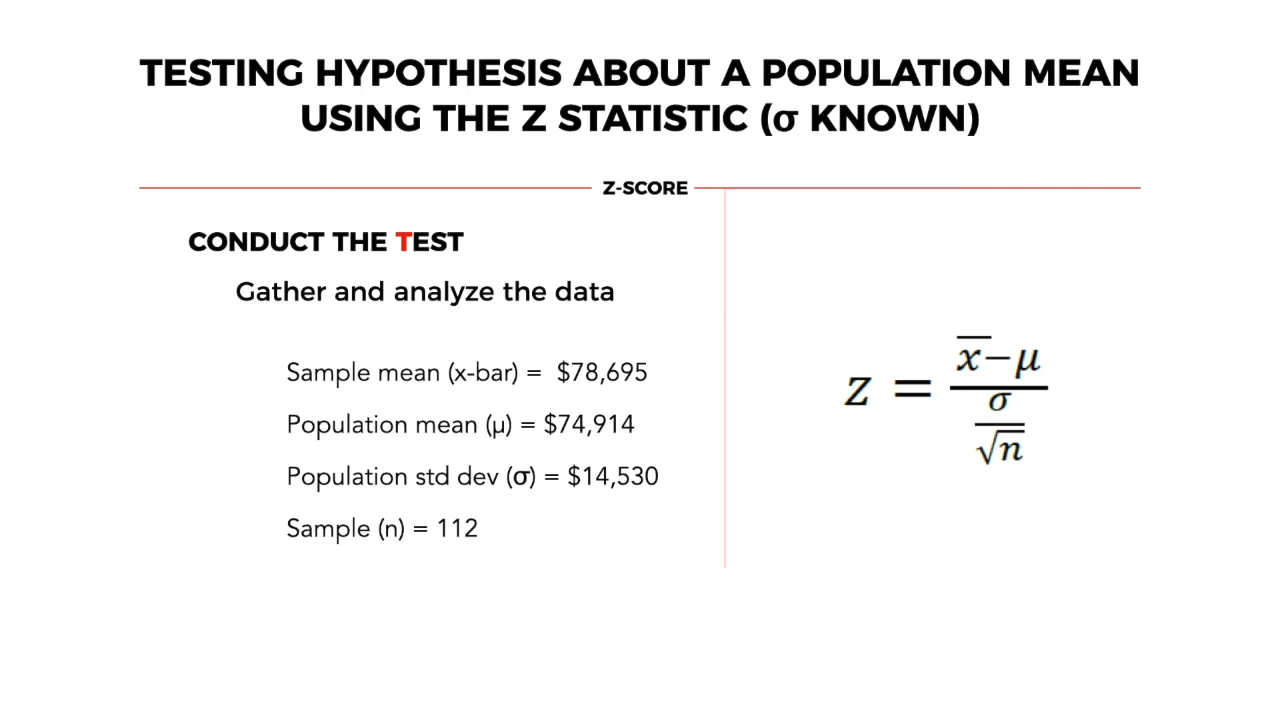 TESTING HYPOTHESIS ABOUT A POPULATION MEAN
USING THE Z STATISTIC (σ KNOWN)
Z-SCORE
CONDUCT THE TEST
Gather and analyze the data
Sample mean (x-bar) = $78,695
Population mean (μ) = $74,914
Population std dev (σ) = $14,530
Sample (n) = 112
z = (x̅ − μ) / (σ / √n)